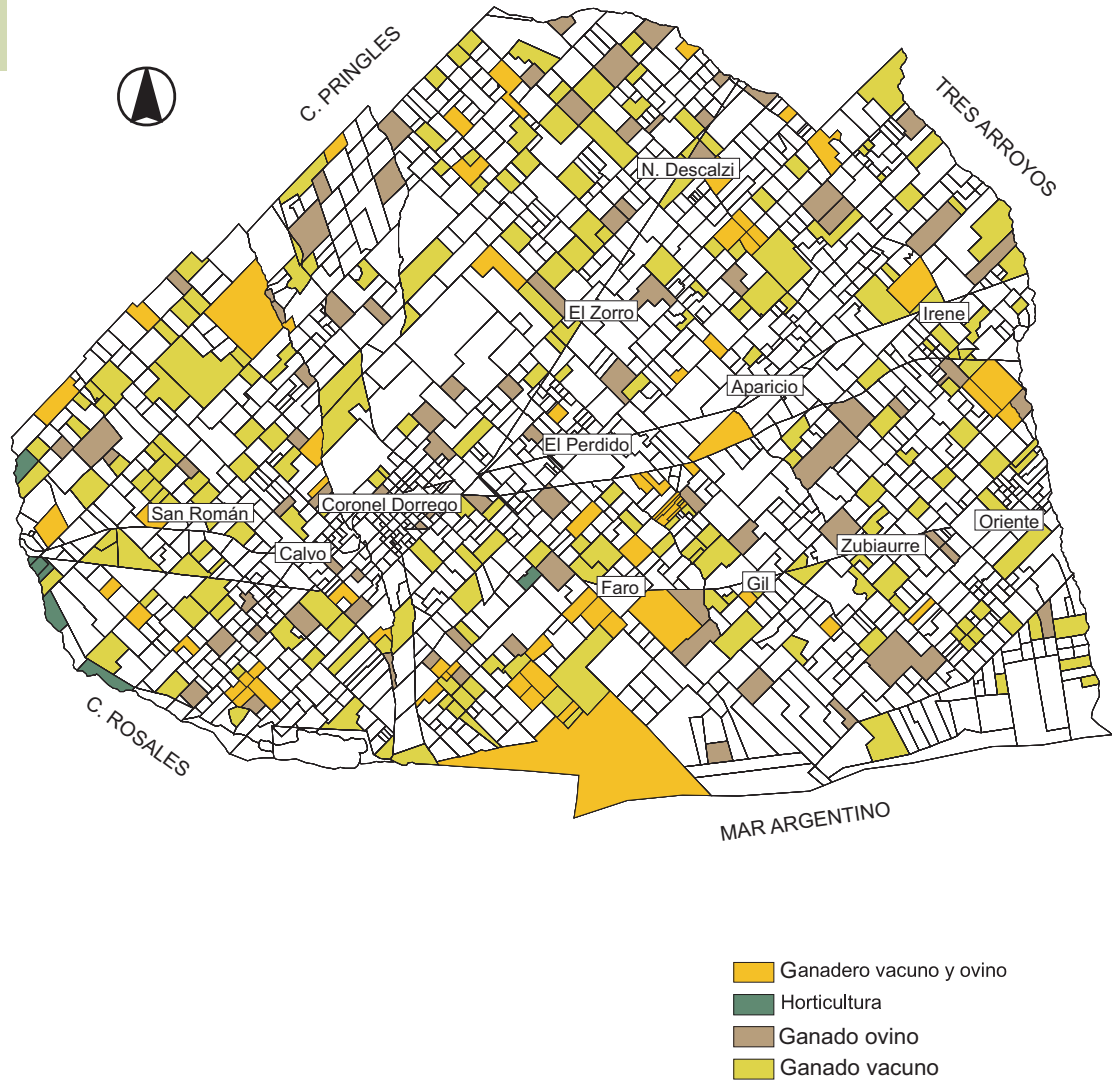 C. PRINGLES
TRES ARROYOS
N. Descalzi
El Zorro
Irene
Aparicio
El Perdido
San Román
Coronel Dorrego
Oriente
Calvo
Zubiaurre
Faro
Gil
C. ROSALES
MAR ARGENTINO
Ganadero vacuno y ovino
Horticultura
Ganado ovino
Ganado vacuno